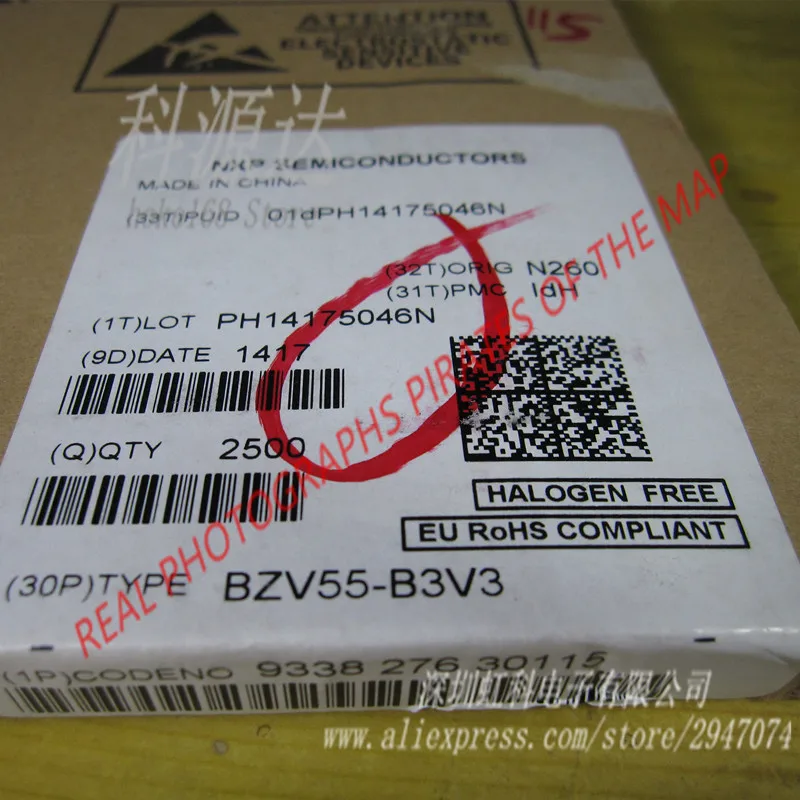 ATTENTION
ELECTROSTATIC
SENSITIVE
DEVICES
115
科源达
NXP SEMICONDUCTORS
MADE IN CHINA
Store
(33T)PUID 01dPH14175046N
(32T)ORIG N260
(31T)PMC IdH
(1T)LOT PH14175046N
(9D)DATE 1417
(Q)QTY 2500
HALOGEN FREE
EU RoHS COMPLIANT
(30P)TYPE BZV55-B3V3
(1P)CODENO 9338 276 30115
REAL PHOTOGRAPHS PIRATES OF THE MAP
深圳虹科电子有限公司
www.aliexpress.com/store/2947074